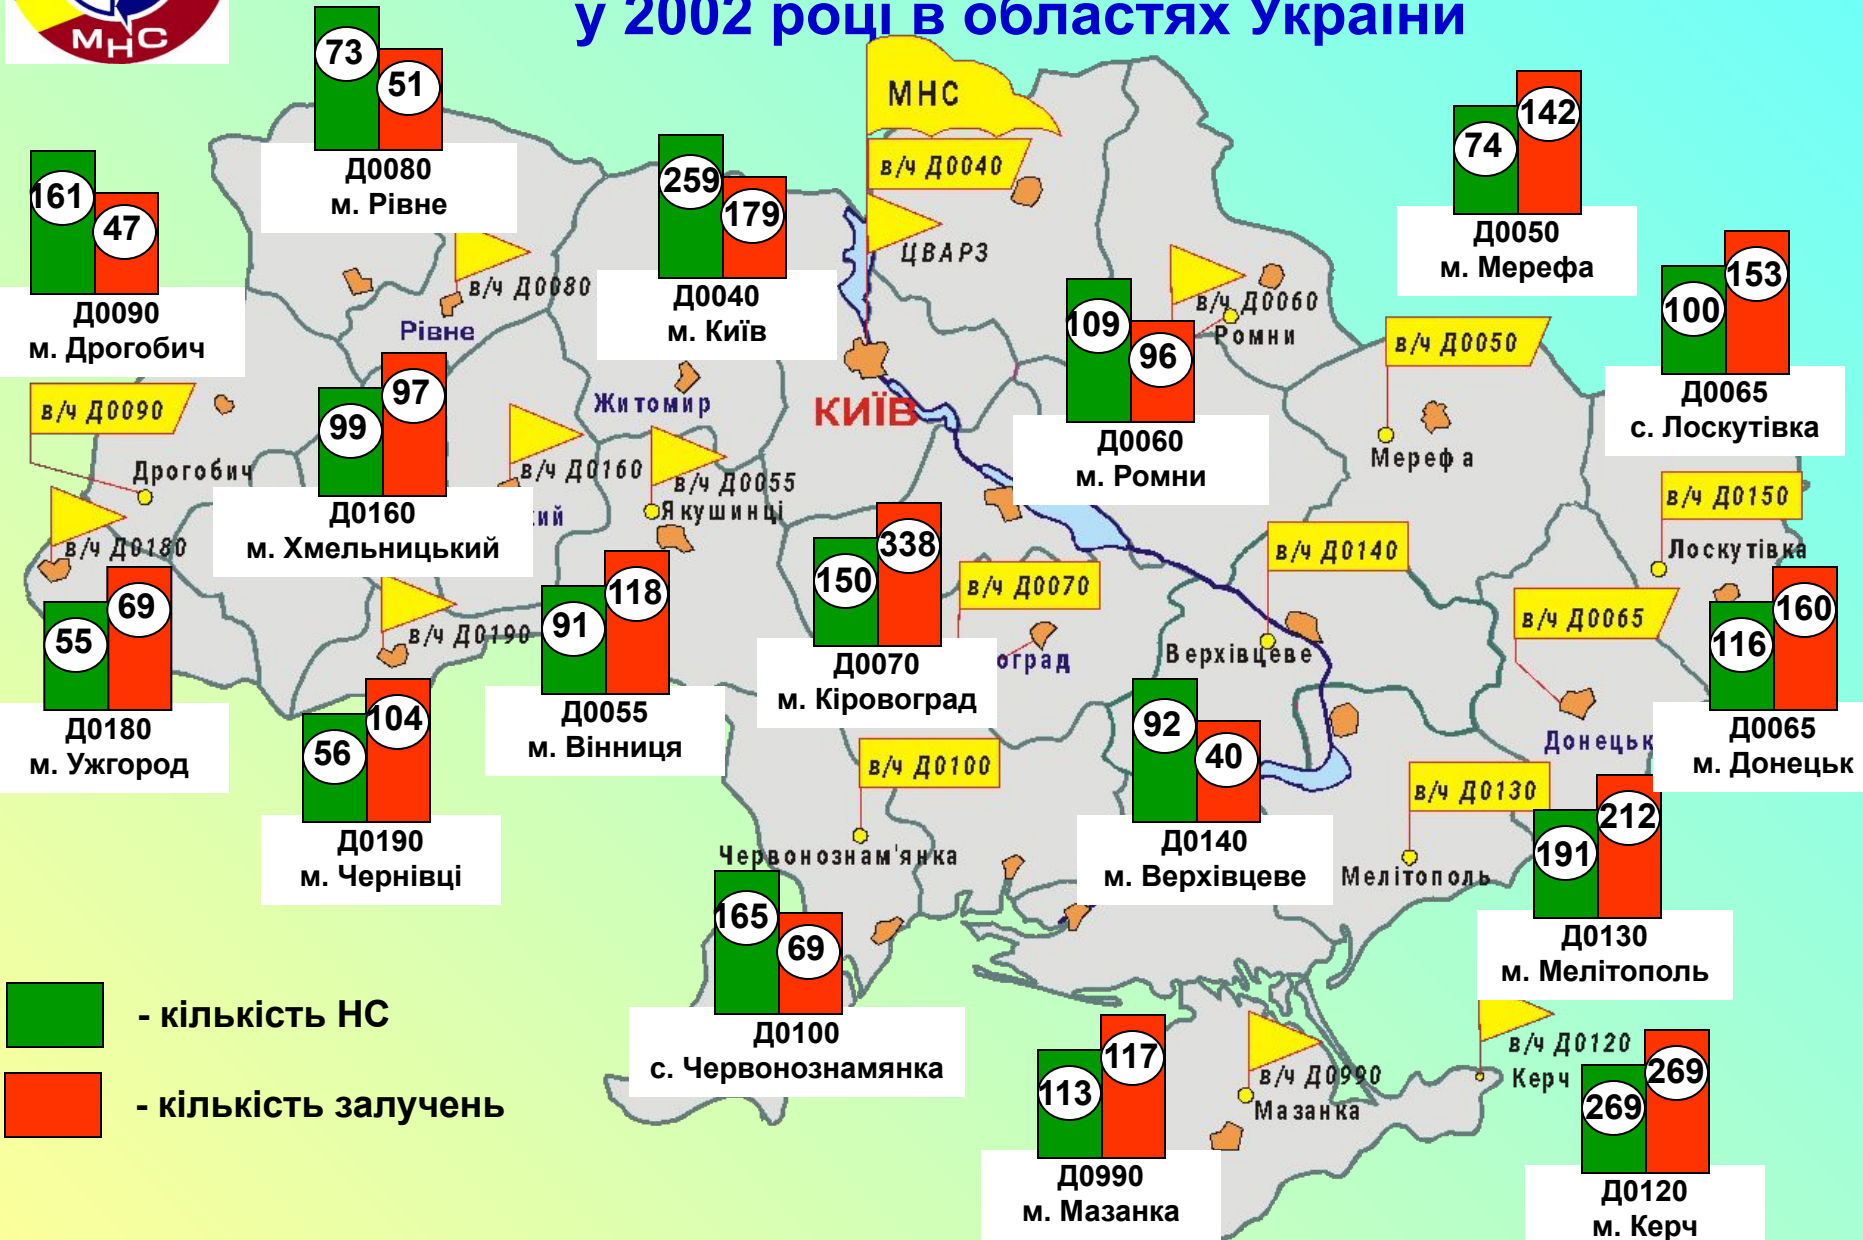 МНС
у 2002 році в областях України
73
51
Д0080
м. Рівне
161
47
Д0090
м. Дрогобич
259
179
Д0040
м. Київ
МНС
в/ч Д0040
ЦВАРЗ
74
142
Д0050
м. Мерефа
100
153
Д0065
с. Лоскутівка
109
96
Д0060
м. Ромни
в/ч Д0060
Ромни
в/ч Д0050
Мерефа
в/ч Д0080
Рівне
в/ч Д0090
Дрогобич
99
97
Д0160
м. Хмельницький
в/ч Д0160
ий
Житомир
КИЇВ
в/ч Д0055
Якушинці
в/ч Д0150
Лоскутівка
в/ч Д0180
55
69
Д0180
м. Ужгород
в/ч Д0190
56
104
Д0190
м. Чернівці
91
118
Д0055
м. Вінниця
150
338
Д0070
м. Кіровоград
в/ч Д0070
оград
в/ч Д0140
Верхівцеве
92
40
Д0140
м. Верхівцеве
в/ч Д0065
Донецьк
116
160
Д0065
м. Донецьк
в/ч Д0100
Червонознам'янка
165
69
Д0100
с. Червонознамянка
в/ч Д0130
Мелітополь
191
212
Д0130
м. Мелітополь
113
117
Д0990
м. Мазанка
в/ч Д0990
Мазанка
в/ч Д0120
Керч
269
269
Д0120
м. Керч
- кількість НС
- кількість залучень